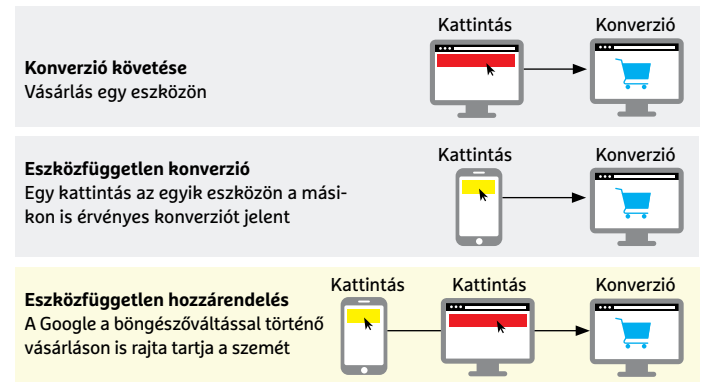 Kattintás Konverzió
Konverzió követése
Vásárlás egy eszközön
Kattintás Konverzió
Eszközfüggetlen konverzió
Egy kattintás az egyik eszközön a mási-
kon is érvényes konverziót jelent
Kattintás Kattintás Konverzió
Eszközfüggetlen hozzárendelés
A Google a böngészőváltással történő
vásárláson is rajta tartja a szemét